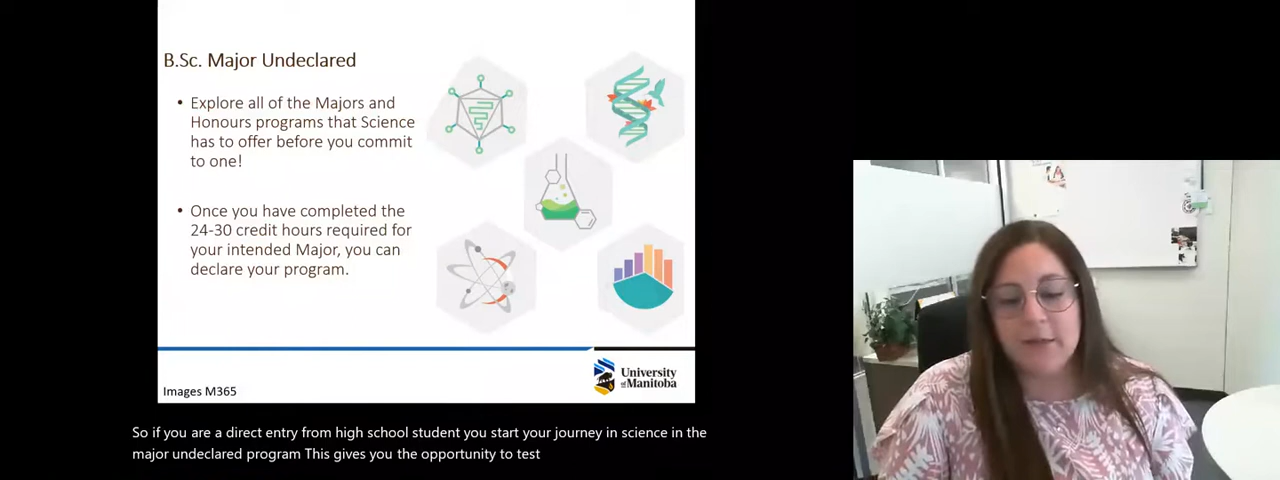 B.Sc. Major Undeclared
• Explore all of the Majors and
Honours programs that Science
has to offer before you commit
to one!
• Once you have completed the
24-30 credit hours required for
your intended Major, you can
declare your program.
Images M365
University
of Manitoba
So if you are a direct entry from high school student you start your journey in science in the
major undeclared program This gives you the opportunity to test